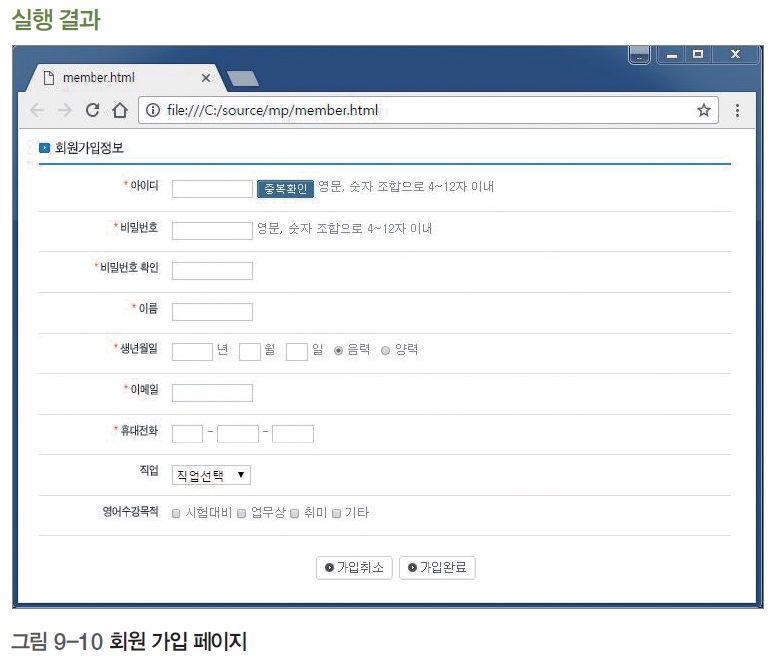 실행 결과
member.html
file:///C:/source/mp/member.html
회원가입정보
*아이디 중복확인 영문, 숫자 조합으로 4~12자 이내
*비밀번호 영문, 숫자 조합으로 4~12자 이내
*비밀번호 확인
*이름
*생년월일 년 월 일 음력 양력
*이메일
*휴대전화 - -
직업 직업선택
영어수강목적 시험대비 업무상 취미 기타
가입취소 가입완료
그림 9-10 회원 가입 페이지